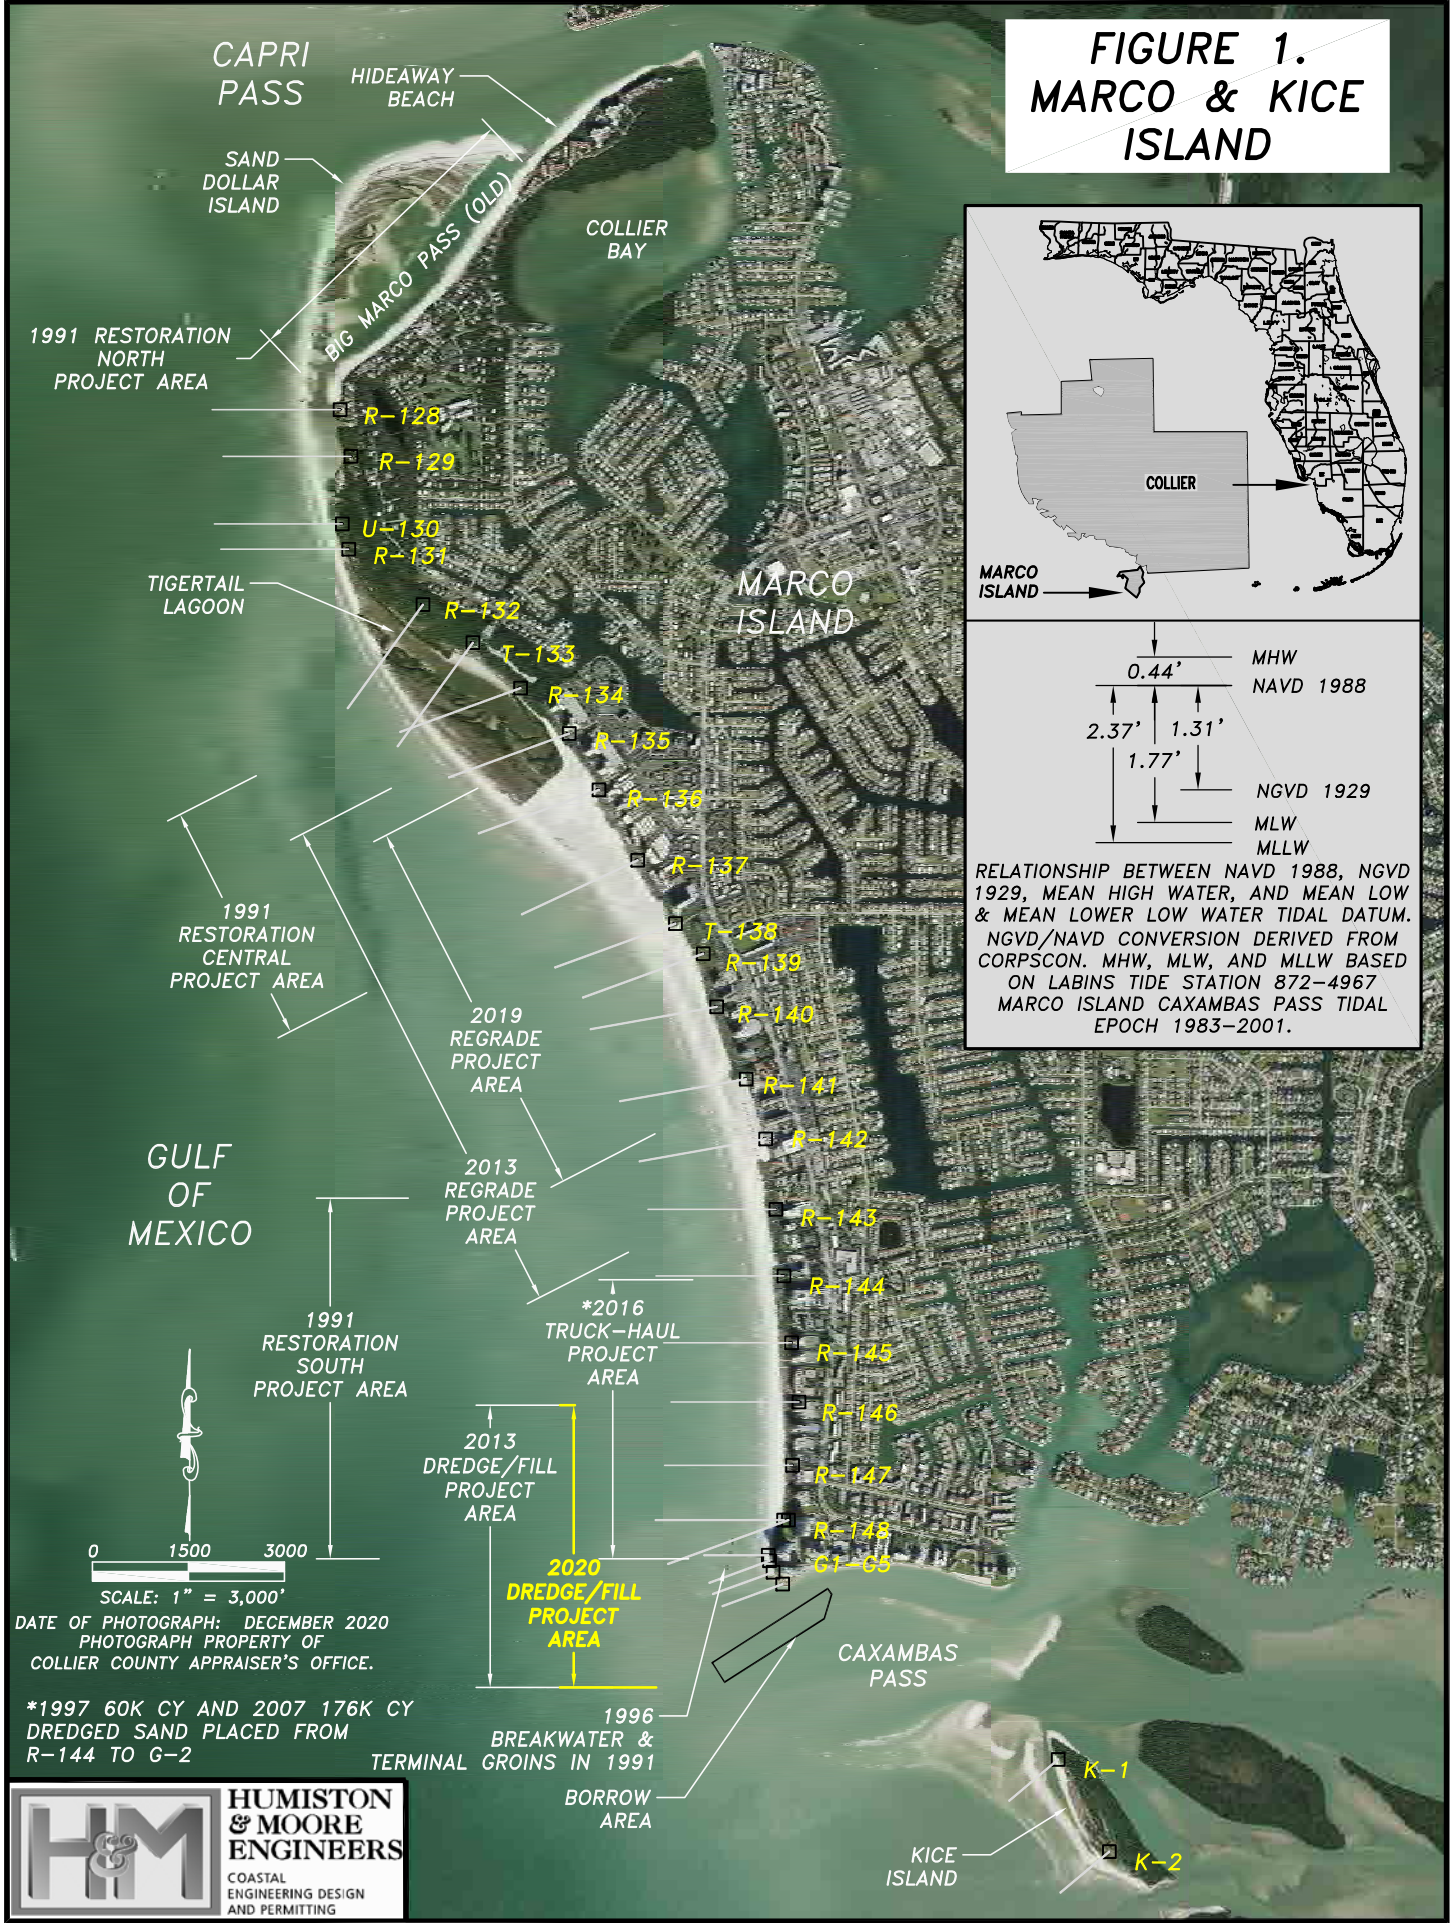 FIGURE 1.
MARCO & KICE
ISLAND
CAPRI
PASS
HIDEAWAY
BEACH
SAND
DOLLAR
ISLAND
BIG MARCO PASS (OLD)
COLLIER
BAY
1991 RESTORATION
NORTH
PROJECT AREA
R-128
R-129
U-130
R-131
TIGERTAIL
LAGOON
R-132
T-133
R-134
R-135
R-136
R-137
T-138
R-139
R-140
R-141
R-142
R-143
R-144
R-145
R-146
R-147
R-148
G1-G5
MARCO
ISLAND
COLLIER
MARCO
ISLAND
MHW
0.44'
NAVD 1988
2.37'
1.31'
1.77'
NGVD 1929
MLW
MLLW
RELATIONSHIP BETWEEN NAVD 1988, NGVD
1929, MEAN HIGH WATER, AND MEAN LOW
& MEAN LOWER LOW WATER TIDAL DATUM.
NGVD/NAVD CONVERSION DERIVED FROM
CORPSCON. MHW, MLW, AND MLLW BASED
ON LABINS TIDE STATION 872-4967
MARCO ISLAND CAXAMBAS PASS TIDAL
EPOCH 1983-2001.
1991
RESTORATION
CENTRAL
PROJECT AREA
2019
REGRADE
PROJECT
AREA
2013
REGRADE
PROJECT
AREA
GULF
OF
MEXICO
1991
RESTORATION
SOUTH
PROJECT AREA
*2016
TRUCK-HAUL
PROJECT
AREA
2013
DREDGE/FILL
PROJECT
AREA
2020
DREDGE/FILL
PROJECT
AREA
0 1500 3000
SCALE: 1" = 3,000'
DATE OF PHOTOGRAPH: DECEMBER 2020
PHOTOGRAPH PROPERTY OF
COLLIER COUNTY APPRAISER'S OFFICE.
*1997 60K CY AND 2007 176K CY
DREDGED SAND PLACED FROM
R-144 TO G-2
1996
BREAKWATER &
TERMINAL GROINS IN 1991
BORROW
AREA
CAXAMBAS
PASS
K-1
K-2
KICE
ISLAND
H&M
HUMISTON
& MOORE
ENGINEERS
COASTAL
ENGINEERING DESIGN
AND PERMITTING